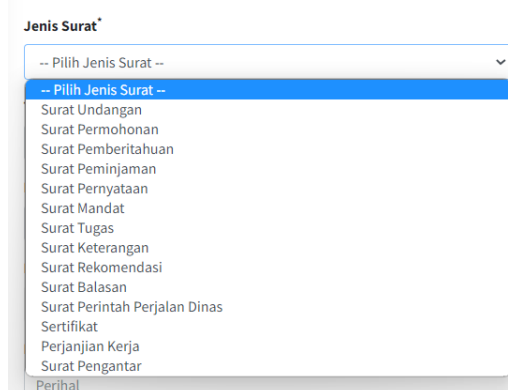 Jenis Surat*
-- Pilih Jenis Surat --
-- Pilih Jenis Surat --
Surat Undangan
Surat Permohonan
Surat Pemberitahuan
Surat Peminjaman
Surat Pernyataan
Surat Mandat
Surat Tugas
Surat Keterangan
Surat Rekomendasi
Surat Balasan
Surat Perintah Perjalan Dinas
Sertifikat
Perjanjian Kerja
Surat Pengantar
Perihal